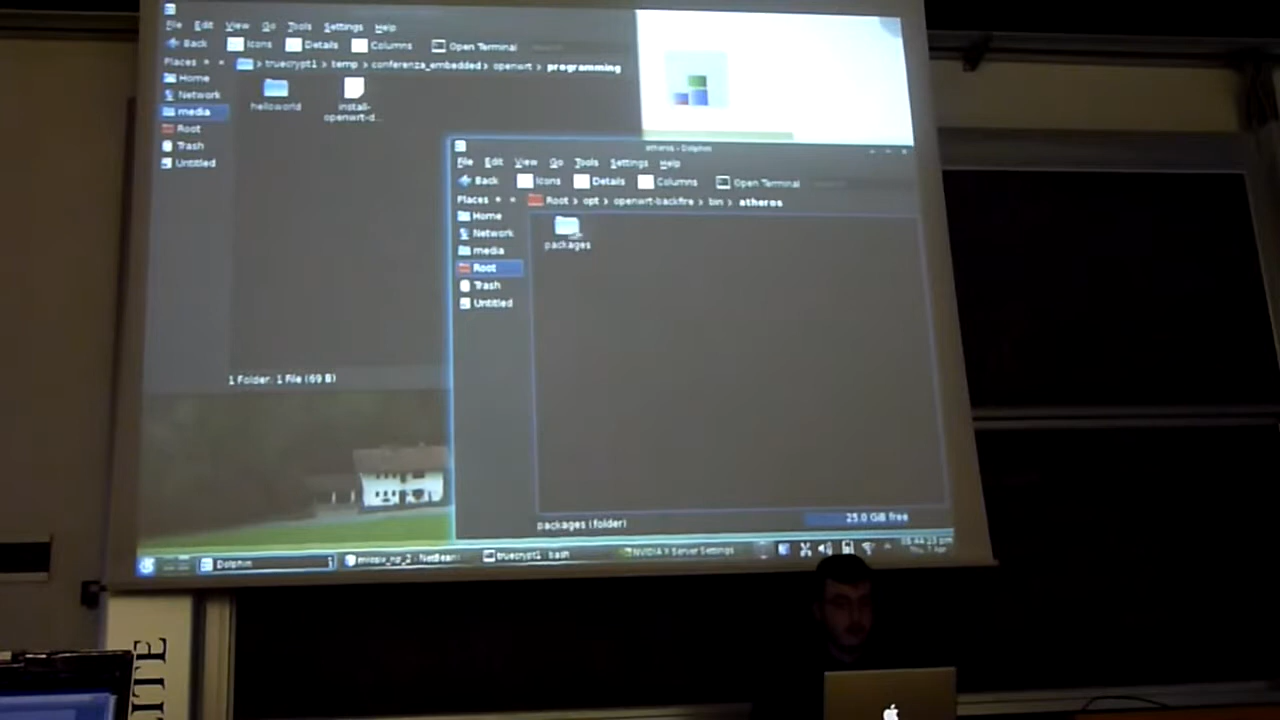 File Edit View Go Tools Settings Help
Back Icons Details Columns Open Terminal
Places truecrypt1 > temp > conferenza_embedded > openwrt > programming
Home
Network
media
Root
Trash
Untitled
helloworld
install-
openwrt-d...
1 Folder, 1 File (69 B)
atheros - Dolphin
File Edit View Go Tools Settings Help
Back Icons Details Columns Open Terminal
Places Root > opt > openwrt-backfire > bin > atheros
Home
Network
media
Root
Trash
Untitled
packages
packages (folder)
25.0 GiB free
Dolphin
truecrypt1 : bash
NVIDIA X Server Settings
ITE